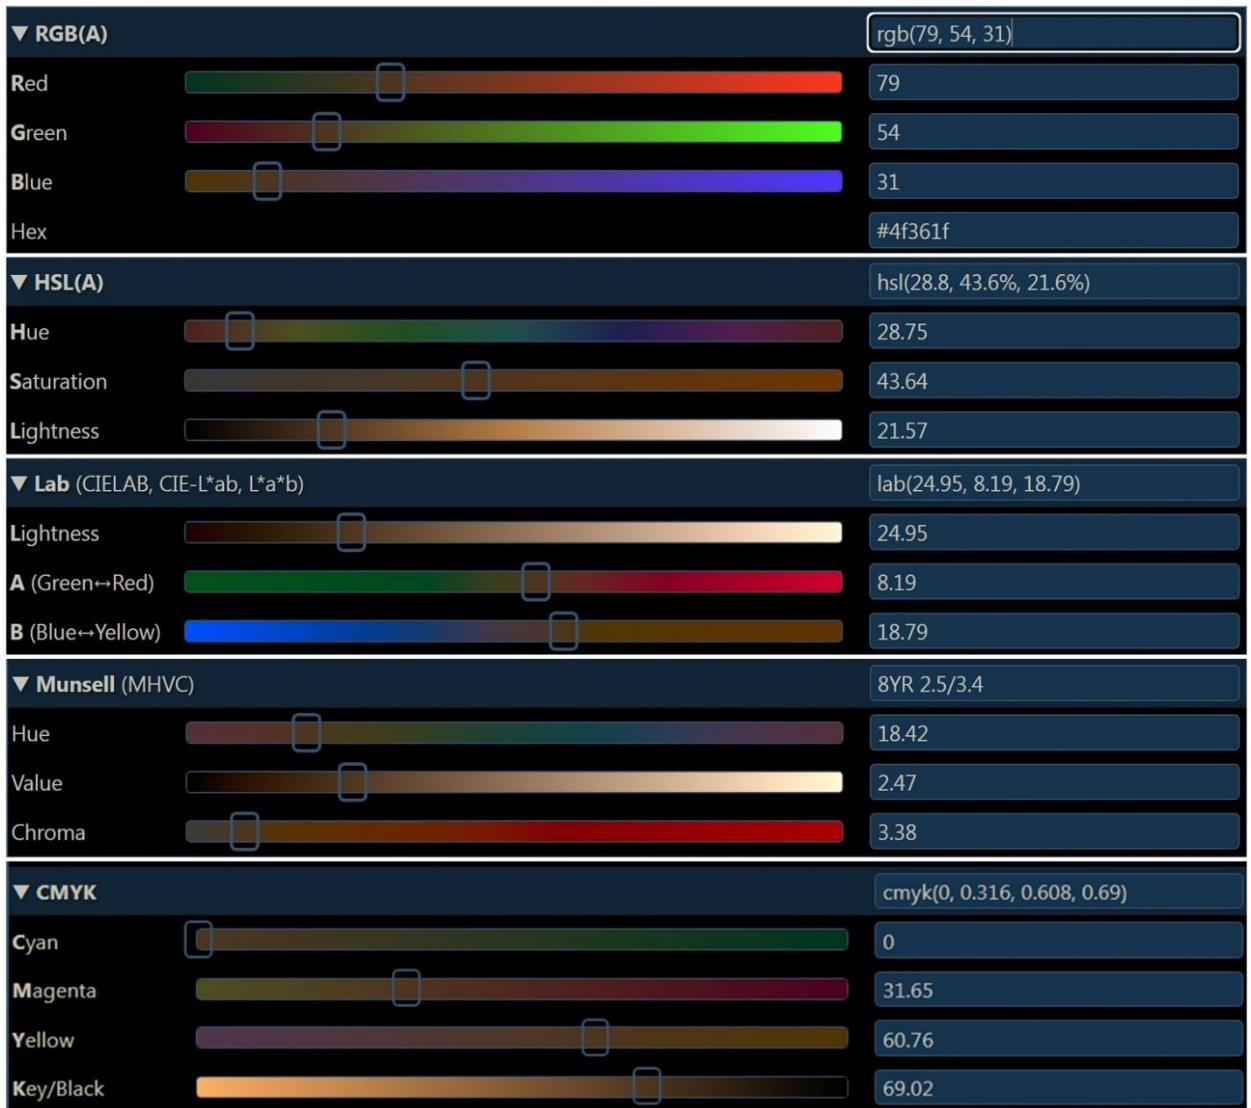 ▼ RGB(A) rgb(79, 54, 31)
Red 79
Green 54
Blue 31
Hex #4f361f
▼ HSL(A) hsl(28.8, 43.6%, 21.6%)
Hue 28.75
Saturation 43.64
Lightness 21.57
▼ Lab (CIELAB, CIE-L*ab, L*a*b) lab(24.95, 8.19, 18.79)
Lightness 24.95
A (Green↔Red) 8.19
B (Blue↔Yellow) 18.79
▼ Munsell (MHVC) 8YR 2.5/3.4
Hue 18.42
Value 2.47
Chroma 3.38
▼ CMYK cmyk(0, 0.316, 0.608, 0.69)
Cyan 0
Magenta 31.65
Yellow 60.76
Key/Black 69.02